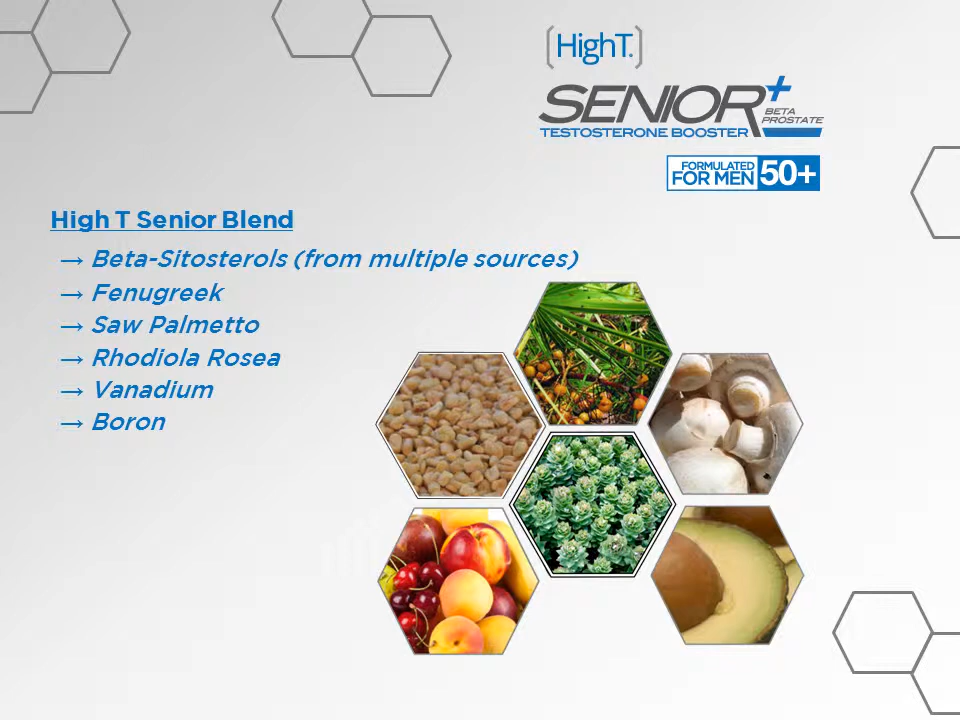 [HighT.]
SENIOR+
BETA
PROSTATE
TESTOSTERONE BOOSTER
FORMULATED
FOR MEN 50+
High T Senior Blend
→ Beta-Sitosterols (from multiple sources)
→ Fenugreek
→ Saw Palmetto
→ Rhodiola Rosea
→ Vanadium
→ Boron